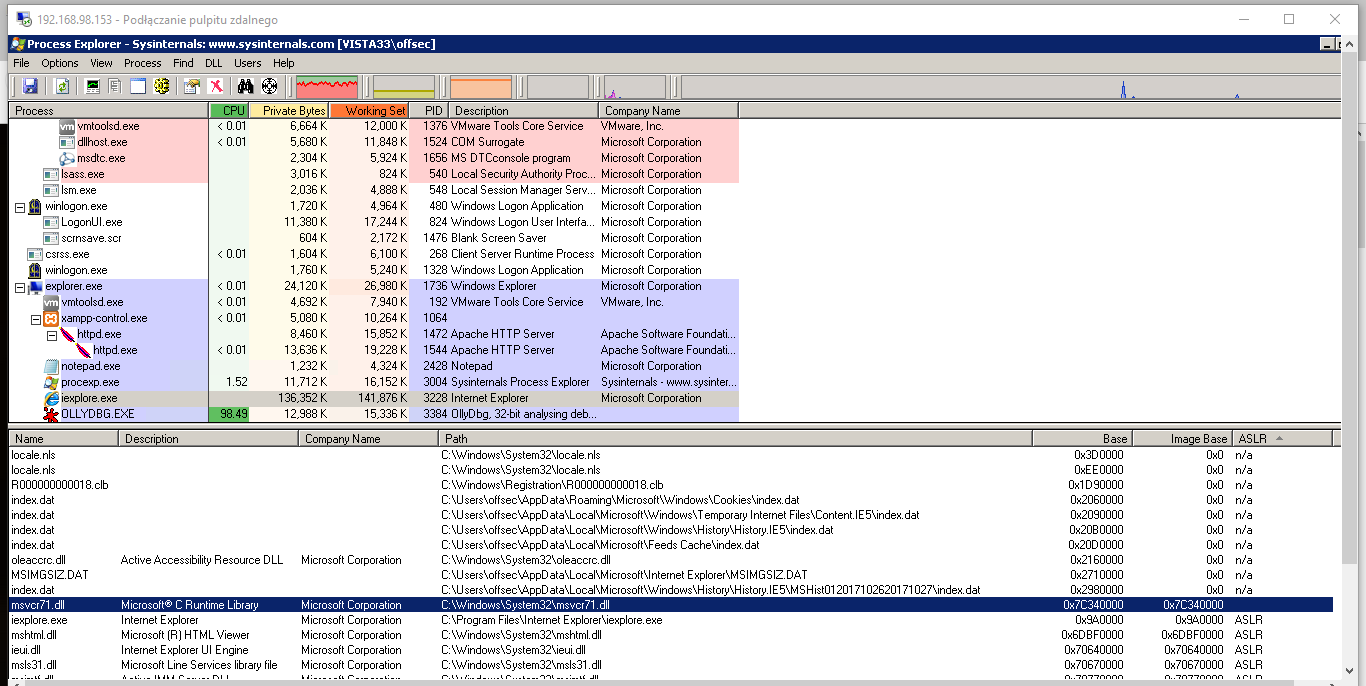 192.168.98.153 - Podłączanie pulpitu zdalnego
Process Explorer - Sysinternals: www.sysinternals.com [VISTA33\offsec]
File Options View Process Find DLL Users Help
Process CPU Private Bytes Working Set PID Description Company Name
vmtoolsd.exe < 0.01 6,664 K 12,000 K 1376 VMware Tools Core Service VMware, Inc.
dllhost.exe < 0.01 5,680 K 11,848 K 1524 COM Surrogate Microsoft Corporation
msdtc.exe 2,304 K 5,924 K 1656 MS DTCconsole program Microsoft Corporation
lsass.exe 3,016 K 824 K 540 Local Security Authority Proc... Microsoft Corporation
lsm.exe 2,036 K 4,888 K 548 Local Session Manager Serv... Microsoft Corporation
winlogon.exe 1,720 K 4,964 K 480 Windows Logon Application Microsoft Corporation
LogonUI.exe 11,380 K 17,244 K 824 Windows Logon User Interfa... Microsoft Corporation
scrnsave.scr 604 K 2,172 K 1476 Blank Screen Saver Microsoft Corporation
csrss.exe < 0.01 1,604 K 6,100 K 268 Client Server Runtime Process Microsoft Corporation
winlogon.exe 1,760 K 5,240 K 1328 Windows Logon Application Microsoft Corporation
explorer.exe < 0.01 24,120 K 26,980 K 1736 Windows Explorer Microsoft Corporation
vmtoolsd.exe < 0.01 4,692 K 7,940 K 192 VMware Tools Core Service VMware, Inc.
xampp-control.exe < 0.01 5,080 K 10,264 K 1064
httpd.exe 8,460 K 15,852 K 1472 Apache HTTP Server Apache Software Foundati...
httpd.exe < 0.01 13,636 K 19,228 K 1544 Apache HTTP Server Apache Software Foundati...
notepad.exe 1,232 K 4,324 K 2428 Notepad Microsoft Corporation
procexp.exe 1.52 11,712 K 16,152 K 3004 Sysinternals Process Explorer Sysinternals - www.sysinter...
iexplore.exe 136,352 K 141,876 K 3228 Internet Explorer Microsoft Corporation
OLLYDBG.EXE 98.49 12,988 K 15,336 K 3384 OllyDbg, 32-bit analysing deb...
Name Description Company Name Path Base Image Base ASLR
locale.nls C:\Windows\System32\locale.nls 0x3D0000 0x0 n/a
locale.nls C:\Windows\System32\locale.nls 0xEE0000 0x0 n/a
R000000000018.clb C:\Windows\Registration\R000000000018.clb 0x1D90000 0x0 n/a
index.dat C:\Users\offsec\AppData\Roaming\Microsoft\Windows\Cookies\index.dat 0x2060000 0x0 n/a
index.dat C:\Users\offsec\AppData\Local\Microsoft\Windows\Temporary Internet Files\Content.IE5\index.dat 0x2090000 0x0 n/a
index.dat C:\Users\offsec\AppData\Local\Microsoft\Windows\History\History.IE5\index.dat 0x20B0000 0x0 n/a
index.dat C:\Users\offsec\AppData\Local\Microsoft\Feeds Cache\index.dat 0x20D0000 0x0 n/a
oleaccrc.dll Active Accessibility Resource DLL Microsoft Corporation C:\Windows\System32\oleaccrc.dll 0x2160000 0x0 n/a
MSIMGSIZ.DAT C:\Users\offsec\AppData\Local\Microsoft\Internet Explorer\MSIMGSIZ.DAT 0x2710000 0x0 n/a
index.dat C:\Users\offsec\AppData\Local\Microsoft\Windows\History\History.IE5\MSHist012017102620171027\index.dat 0x2980000 0x0 n/a
msvcr71.dll Microsoft® C Runtime Library Microsoft Corporation C:\Windows\System32\msvcr71.dll 0x7C340000 0x7C340000
iexplore.exe Internet Explorer Microsoft Corporation C:\Program Files\Internet Explorer\iexplore.exe 0x9A0000 0x9A0000 ASLR
mshtml.dll Microsoft (R) HTML Viewer Microsoft Corporation C:\Windows\System32\mshtml.dll 0x6DBF0000 0x6DBF0000 ASLR
ieui.dll Internet Explorer UI Engine Microsoft Corporation C:\Windows\System32\ieui.dll 0x70640000 0x70640000 ASLR
msls31.dll Microsoft Line Services library file Microsoft Corporation C:\Windows\System32\msls31.dll 0x70670000 0x70670000 ASLR